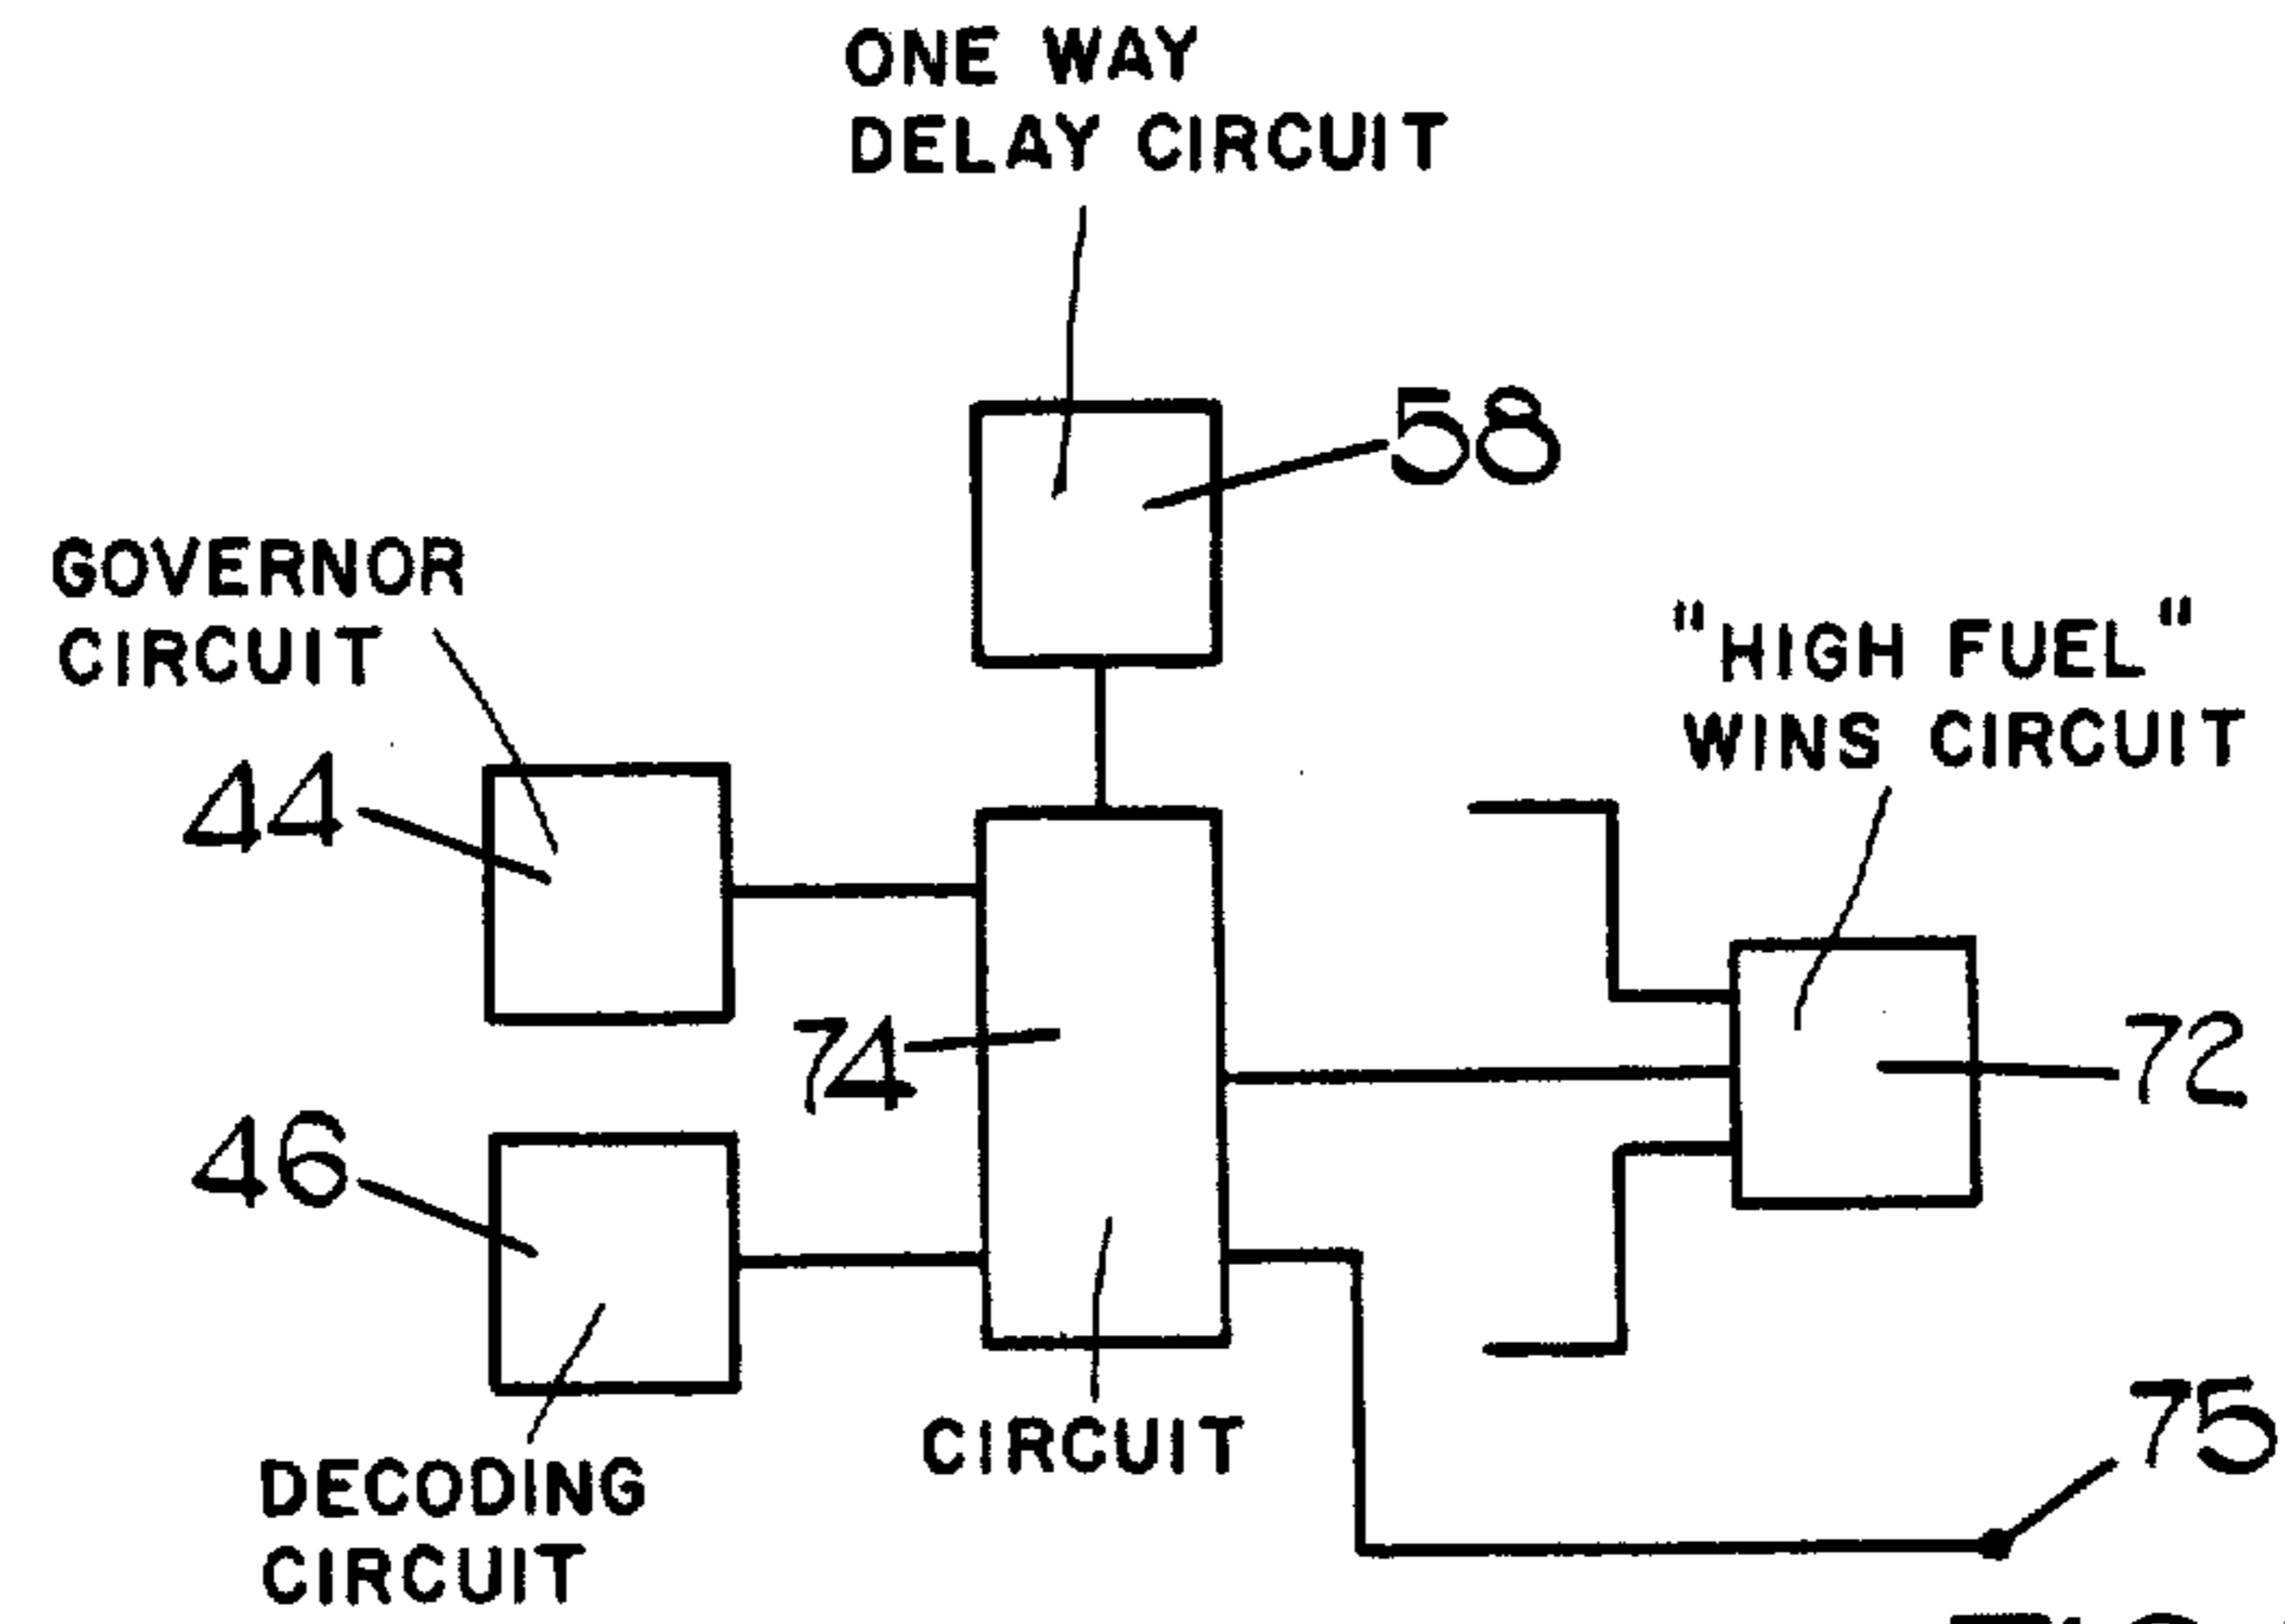 ONE WAY
DELAY CIRCUIT
58
GOVERNOR
CIRCUIT
"HIGH FUEL"
WINS CIRCUIT
44
74
72
46
CIRCUIT
75
DECODING
CIRCUIT